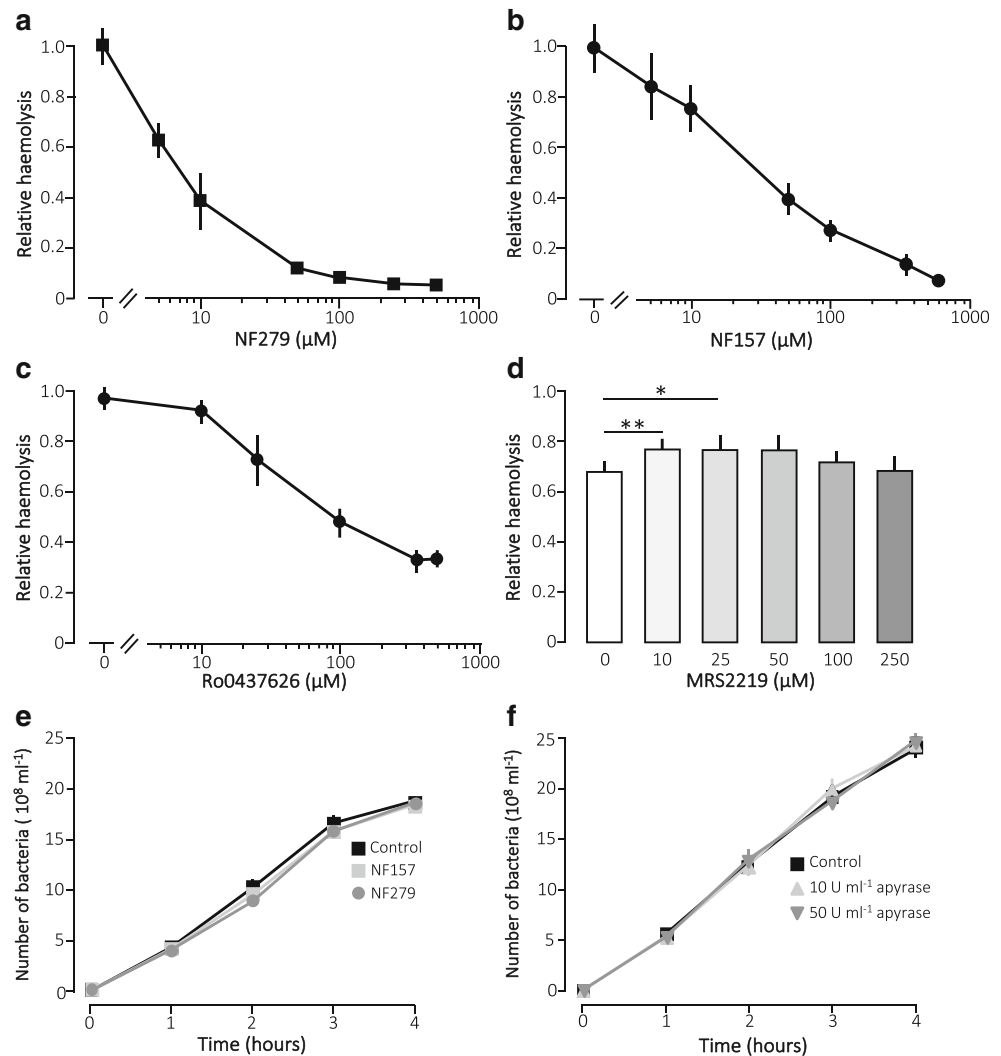 a
1.0
0.8
0.6
0.4
0.2
0
Relative haemolysis
0
10
100
1000
NF279 (µM)
b
1.0
0.8
0.6
0.4
0.2
0
Relative haemolysis
0
10
100
1000
NF157 (µM)
c
1.0
0.8
0.6
0.4
0.2
0
Relative haemolysis
0
10
100
1000
Ro0437626 (µM)
d
1.0
0.8
0.6
0.4
0.2
0
Relative haemolysis
*
**
0
10
25
50
100
250
MRS2219 (µM)
e
25
20
15
10
5
0
Number of bacteria ( 10⁸ ml⁻¹)
Control
NF157
NF279
0
1
2
3
4
Time (hours)
f
25
20
15
10
5
0
Number of bacteria (10⁸ ml⁻¹)
Control
10 U ml⁻¹ apyrase
50 U ml⁻¹ apyrase
0
1
2
3
4
Time (hours)